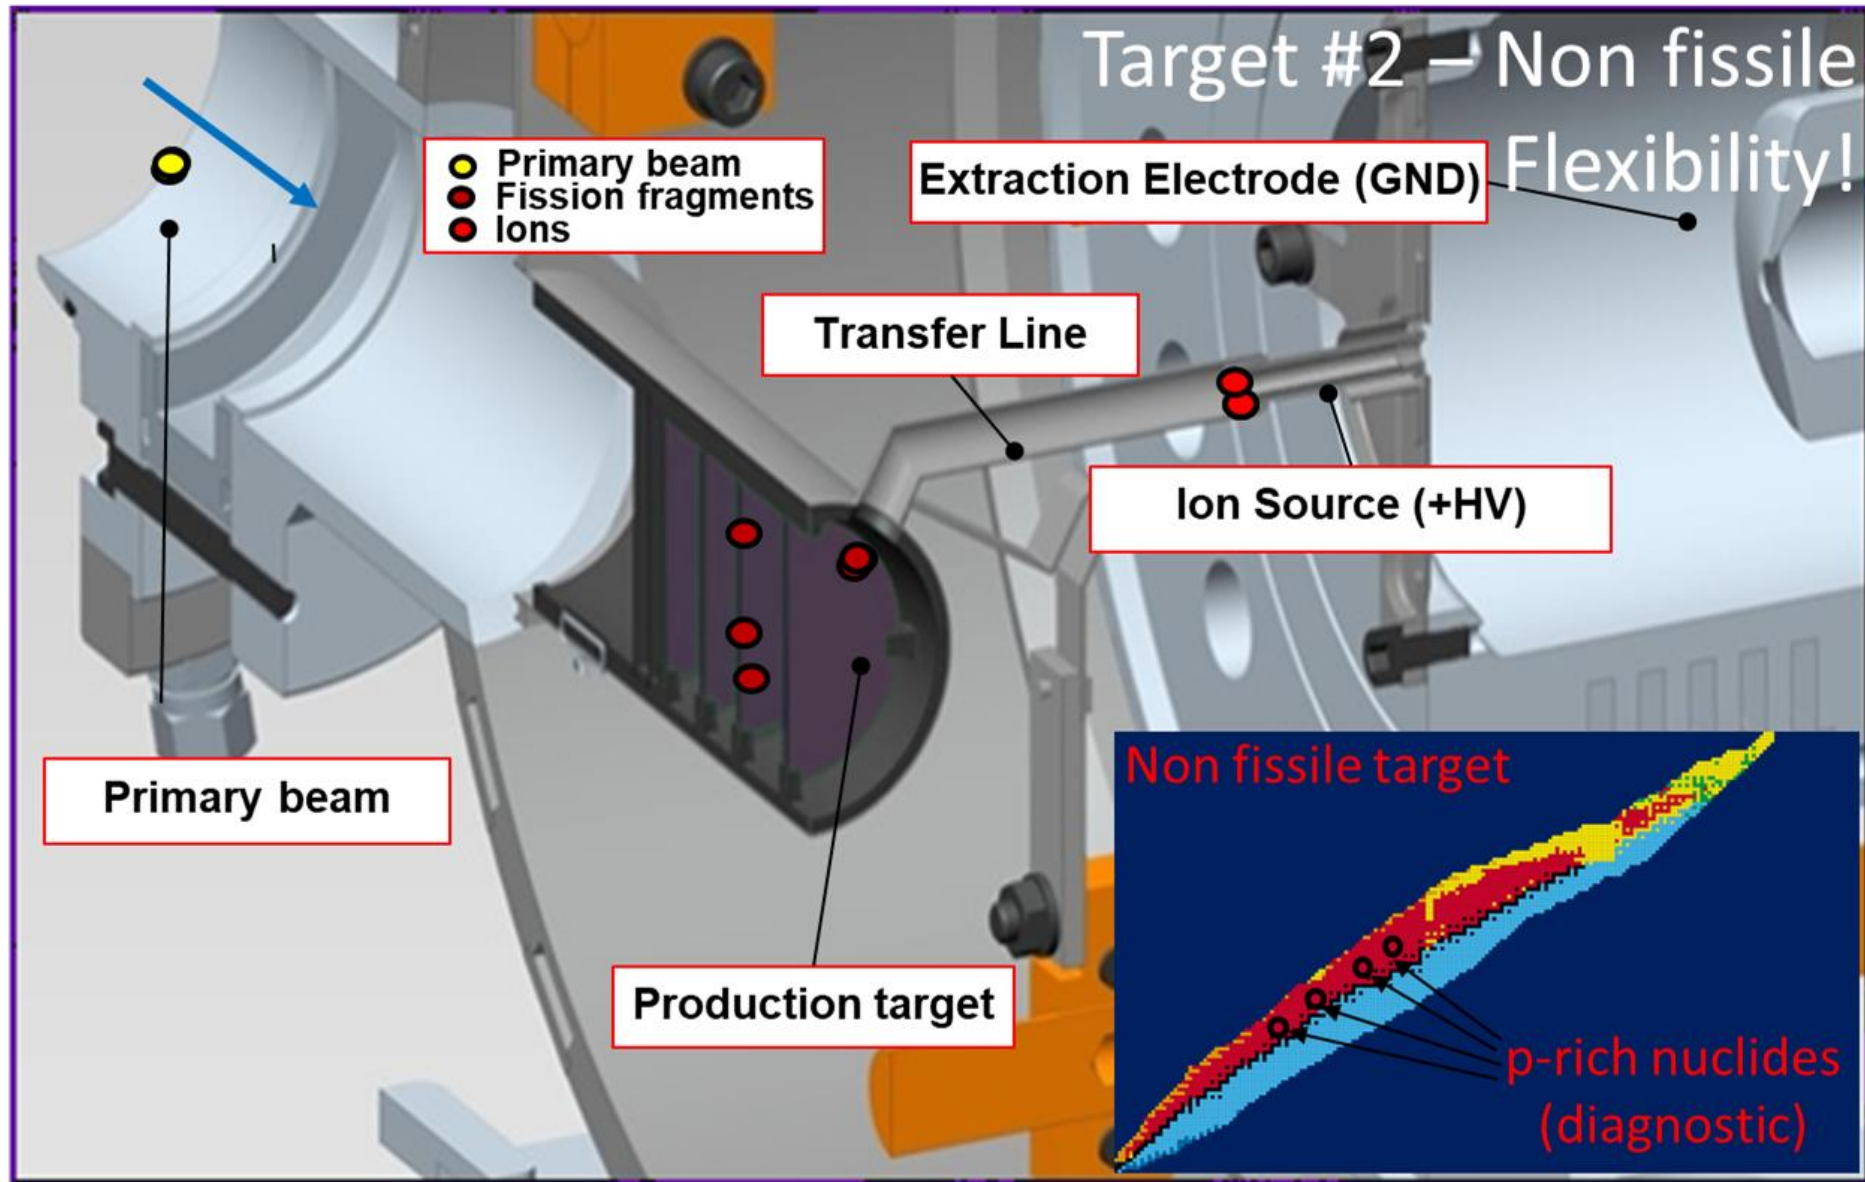 Target #2 – Non fissile
Flexibility!
Primary beam
Fission fragments
Ions
Extraction Electrode (GND)
Transfer Line
Ion Source (+HV)
Primary beam
Production target
Non fissile target
p-rich nuclides
(diagnostic)